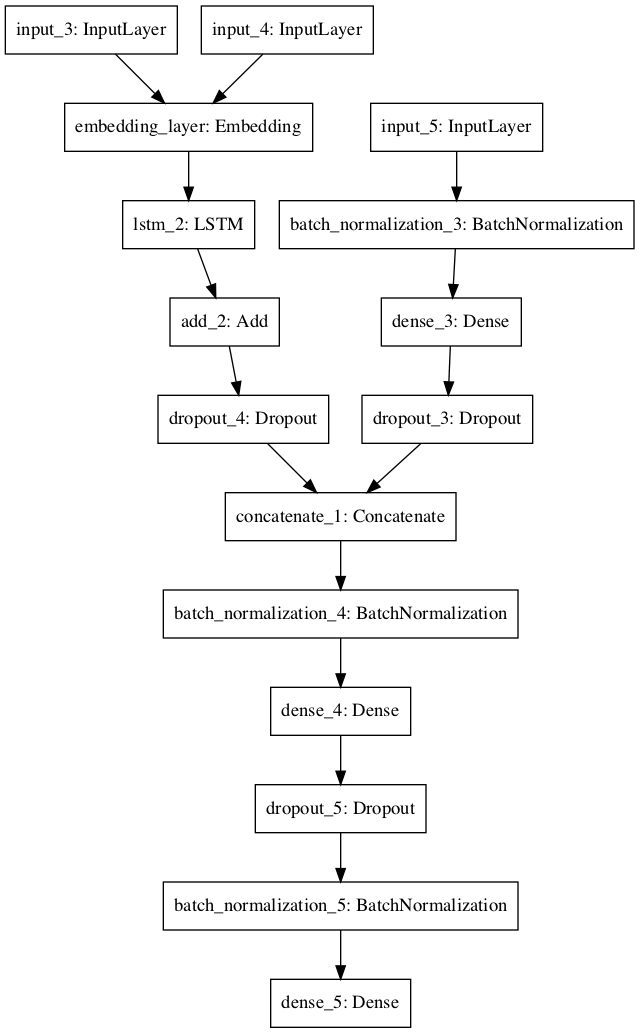 input_3: InputLayer
input_4: InputLayer
embedding_layer: Embedding
input_5: InputLayer
lstm_2: LSTM
batch_normalization_3: BatchNormalization
add_2: Add
dense_3: Dense
dropout_4: Dropout
dropout_3: Dropout
concatenate_1: Concatenate
batch_normalization_4: BatchNormalization
dense_4: Dense
dropout_5: Dropout
batch_normalization_5: BatchNormalization
dense_5: Dense